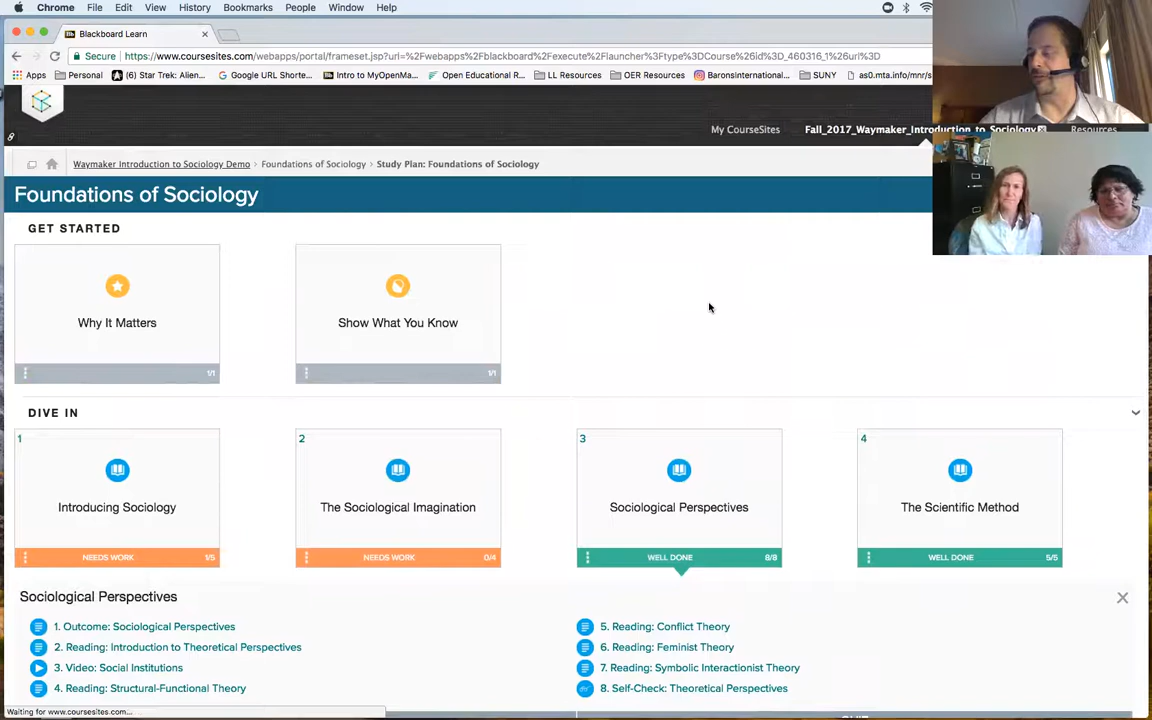 Chrome File Edit View History Bookmarks People Window Help
Blackboard Learn
Secure https://www.coursesites.com/webapps/portal/frameset.jsp?url=%2Fwebapps%2Fblackboard%2Fexecute%2Flauncher%3Ftype%3DCourse%26id%3D_460316_1%26url%3D
Apps Personal (6) Star Trek: Alien... Google URL Shorte... Intro to MyOpenMa... Open Educational R... LL Resources OER Resources Baronsinternational... SUNY as0.mta.info/mnr/s
My CourseSites Fall_2017_Waymaker_Introduction_to_Sociology Resources
Waymaker Introduction to Sociology Demo > Foundations of Sociology > Study Plan: Foundations of Sociology
Foundations of Sociology
GET STARTED
Why It Matters Show What You Know
1/1 1/1
DIVE IN
1 2 3 4
Introducing Sociology The Sociological Imagination Sociological Perspectives The Scientific Method
NEEDS WORK 1/5 NEEDS WORK 0/4 WELL DONE 8/8 WELL DONE 5/5
Sociological Perspectives
1. Outcome: Sociological Perspectives 5. Reading: Conflict Theory
2. Reading: Introduction to Theoretical Perspectives 6. Reading: Feminist Theory
3. Video: Social Institutions 7. Reading: Symbolic Interactionist Theory
4. Reading: Structural-Functional Theory 8. Self-Check: Theoretical Perspectives
Waiting for www.coursesites.com...